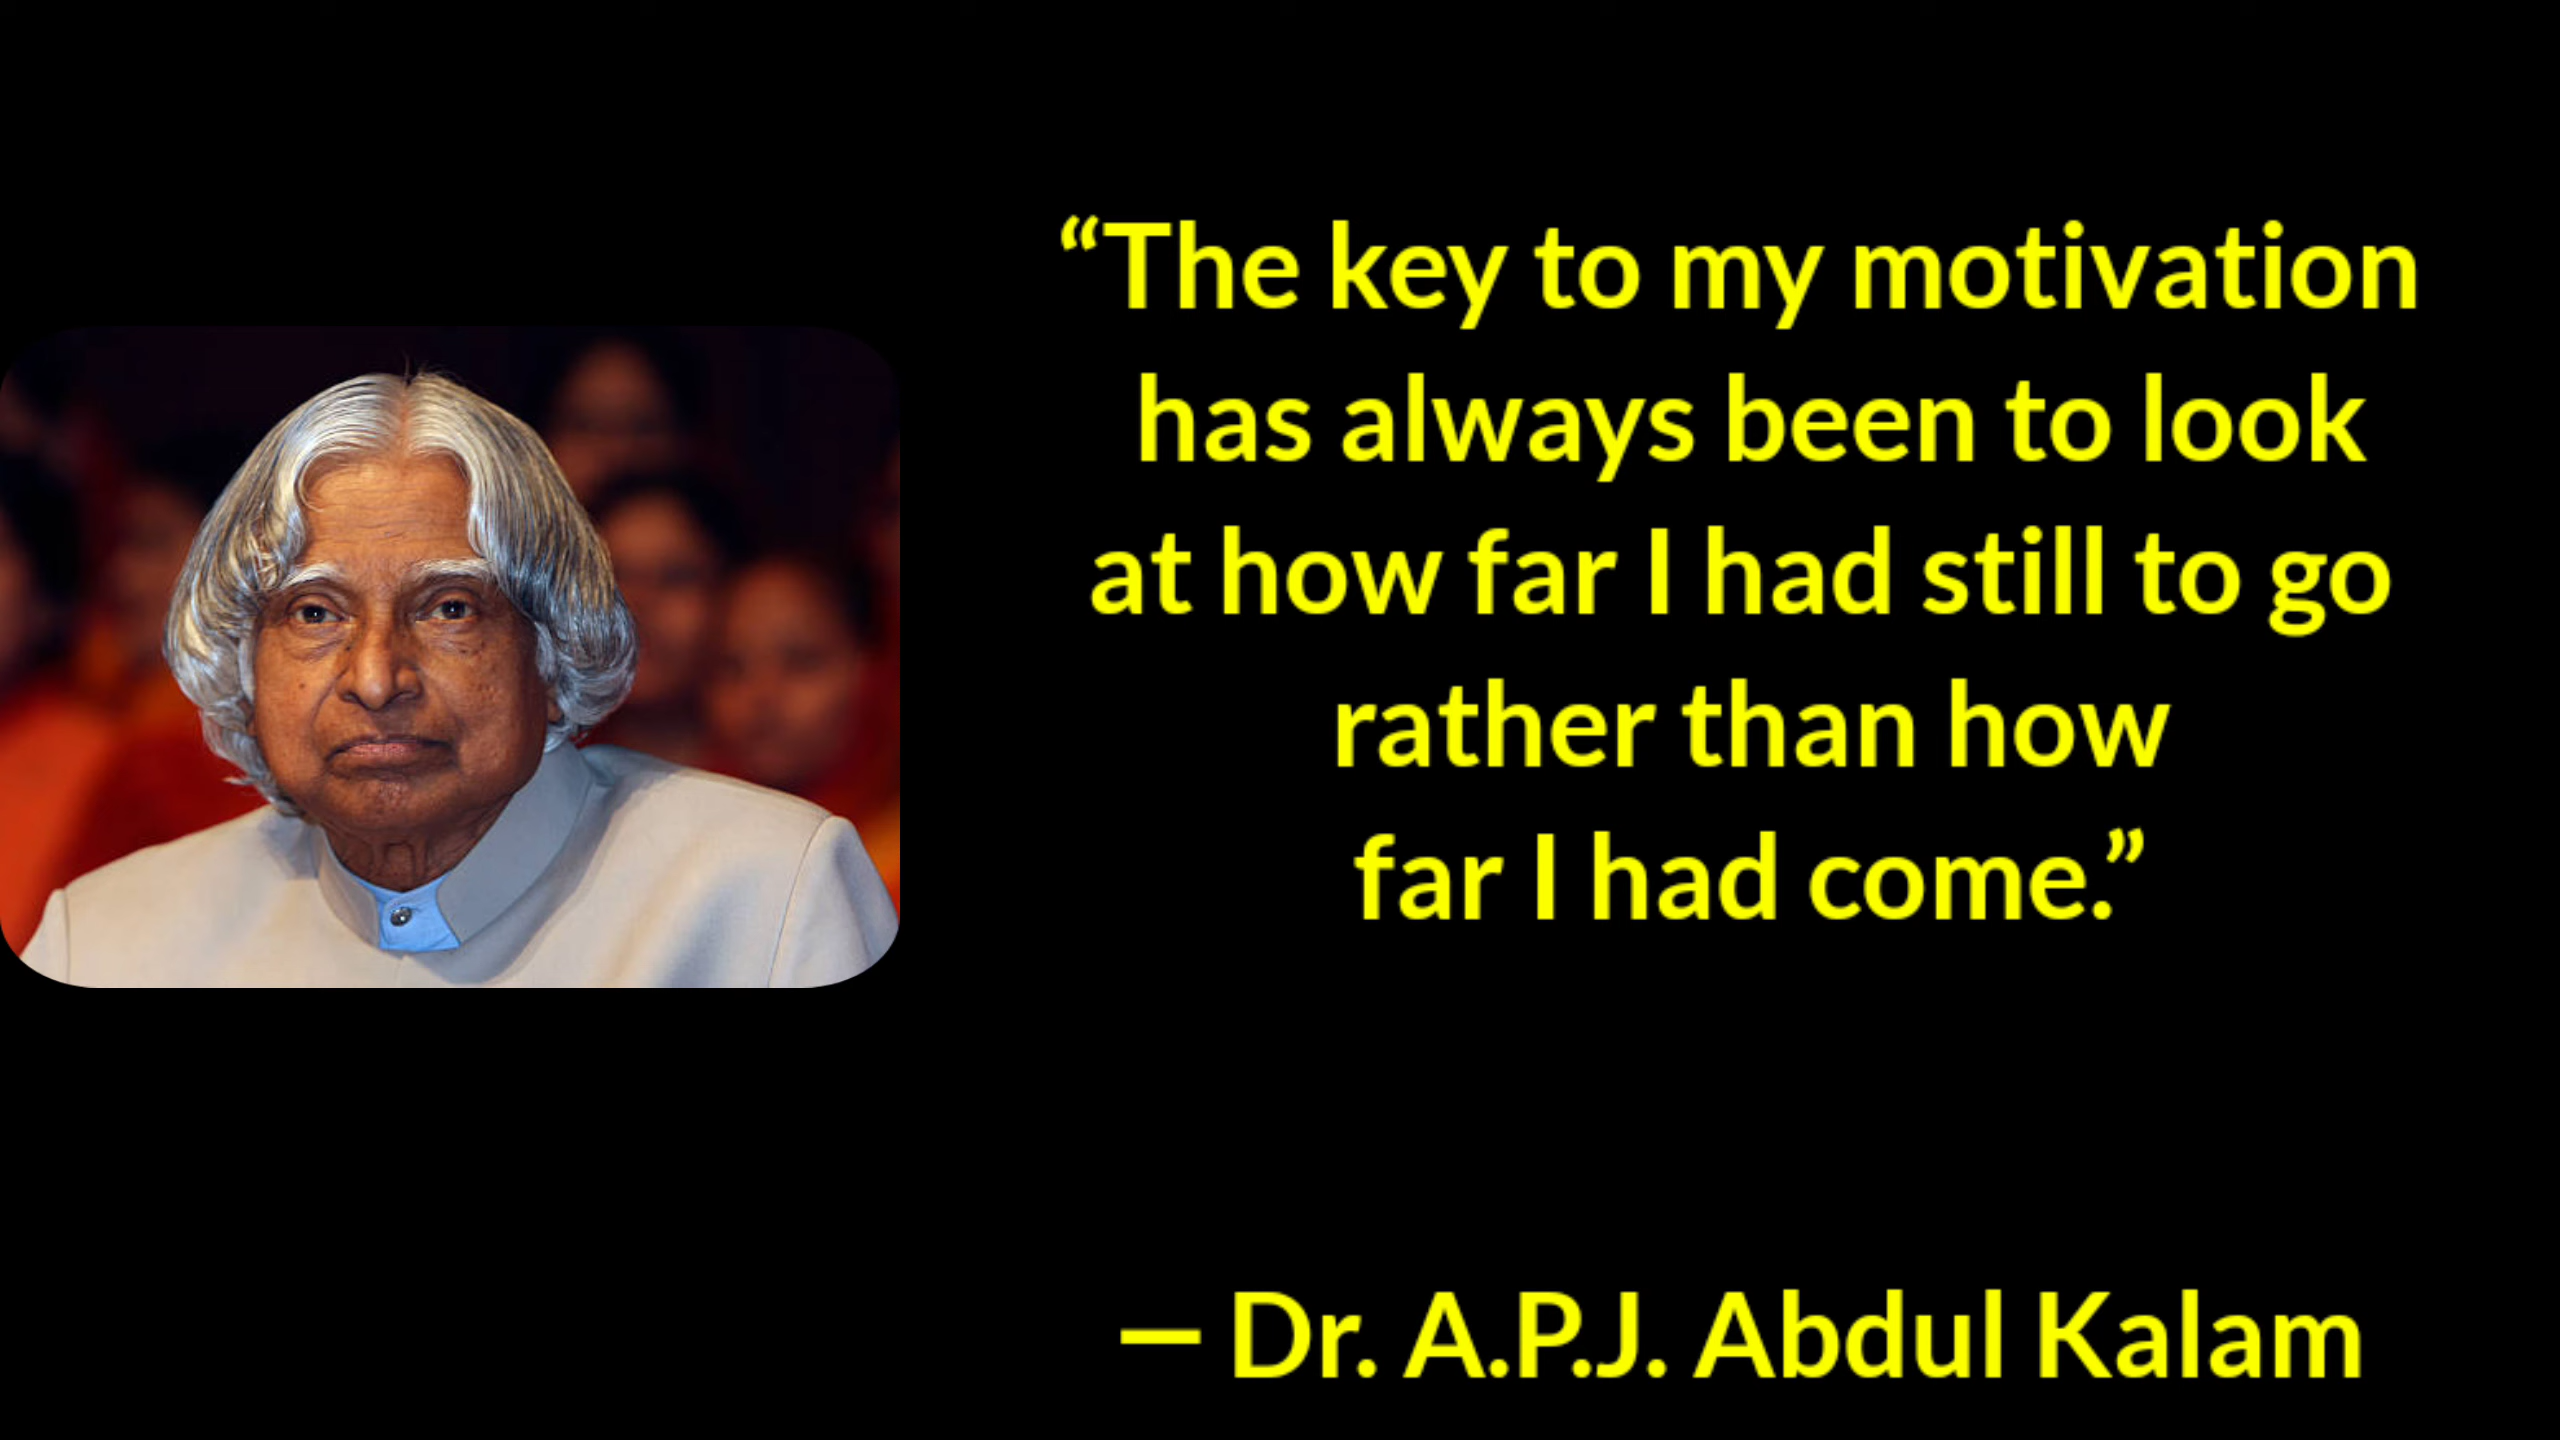 “The key to my motivation
has always been to look
at how far I had still to go
rather than how
far I had come.”
– Dr. A.P.J. Abdul Kalam